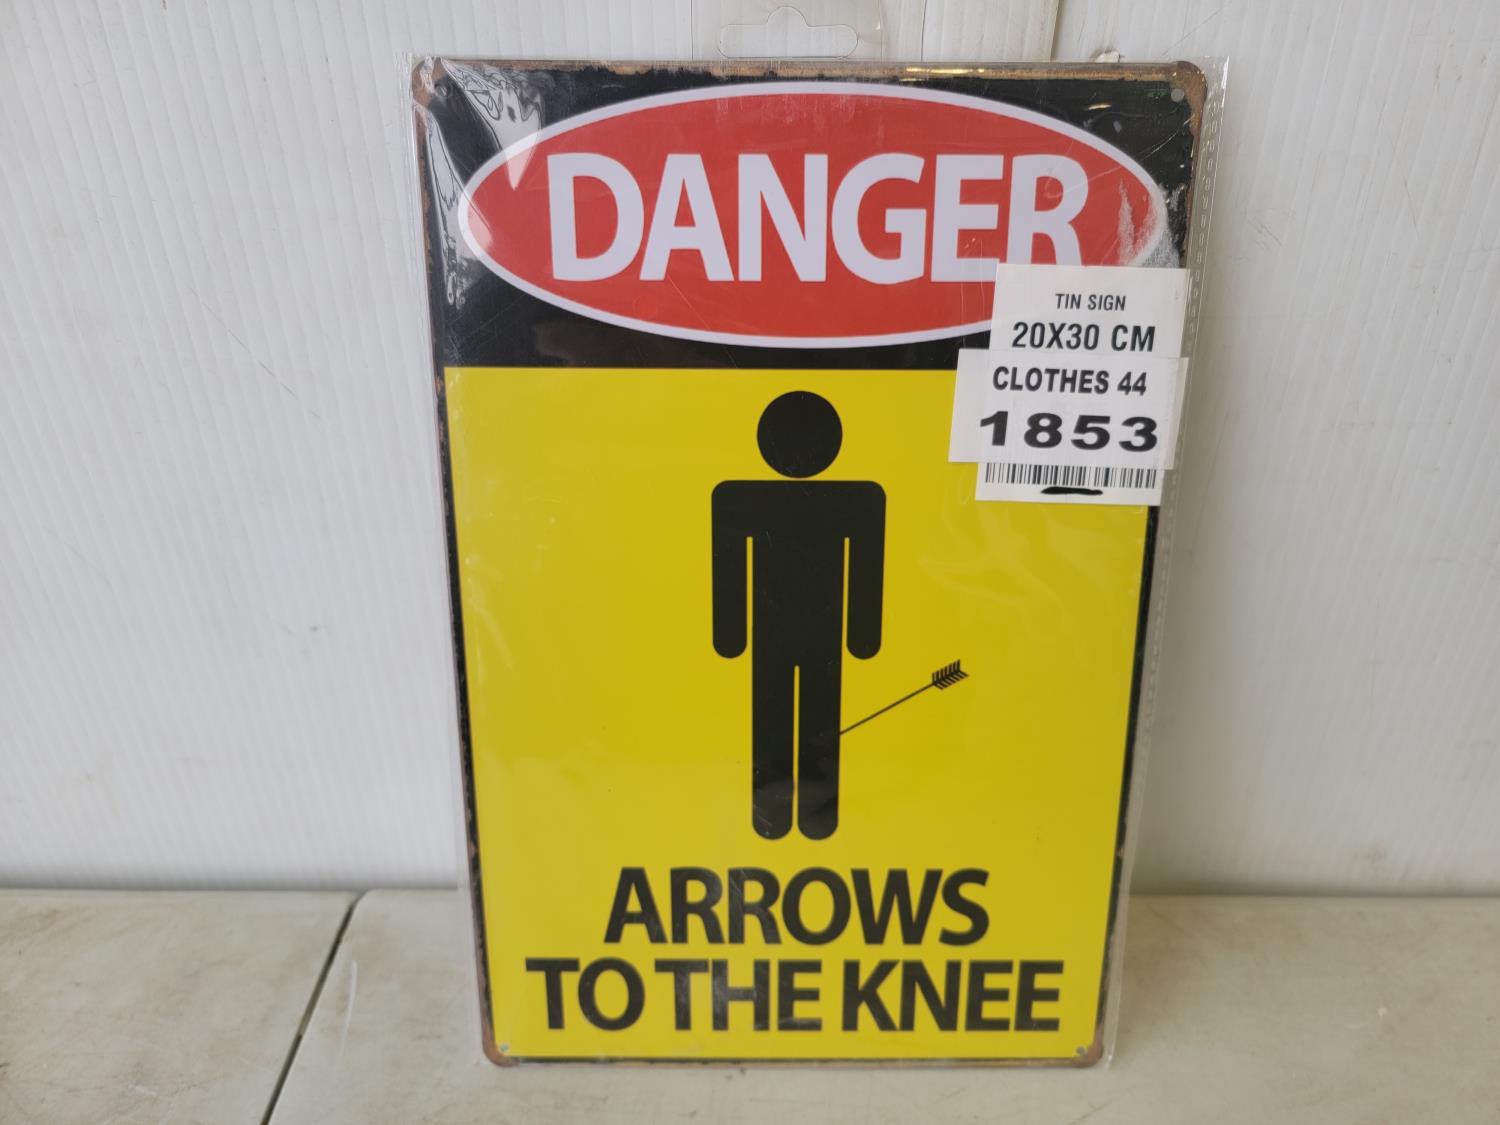 DANGER
TIN SIGN
20X30 CM
CLOTHES 44
1853
ARROWS
TO THE KNEE